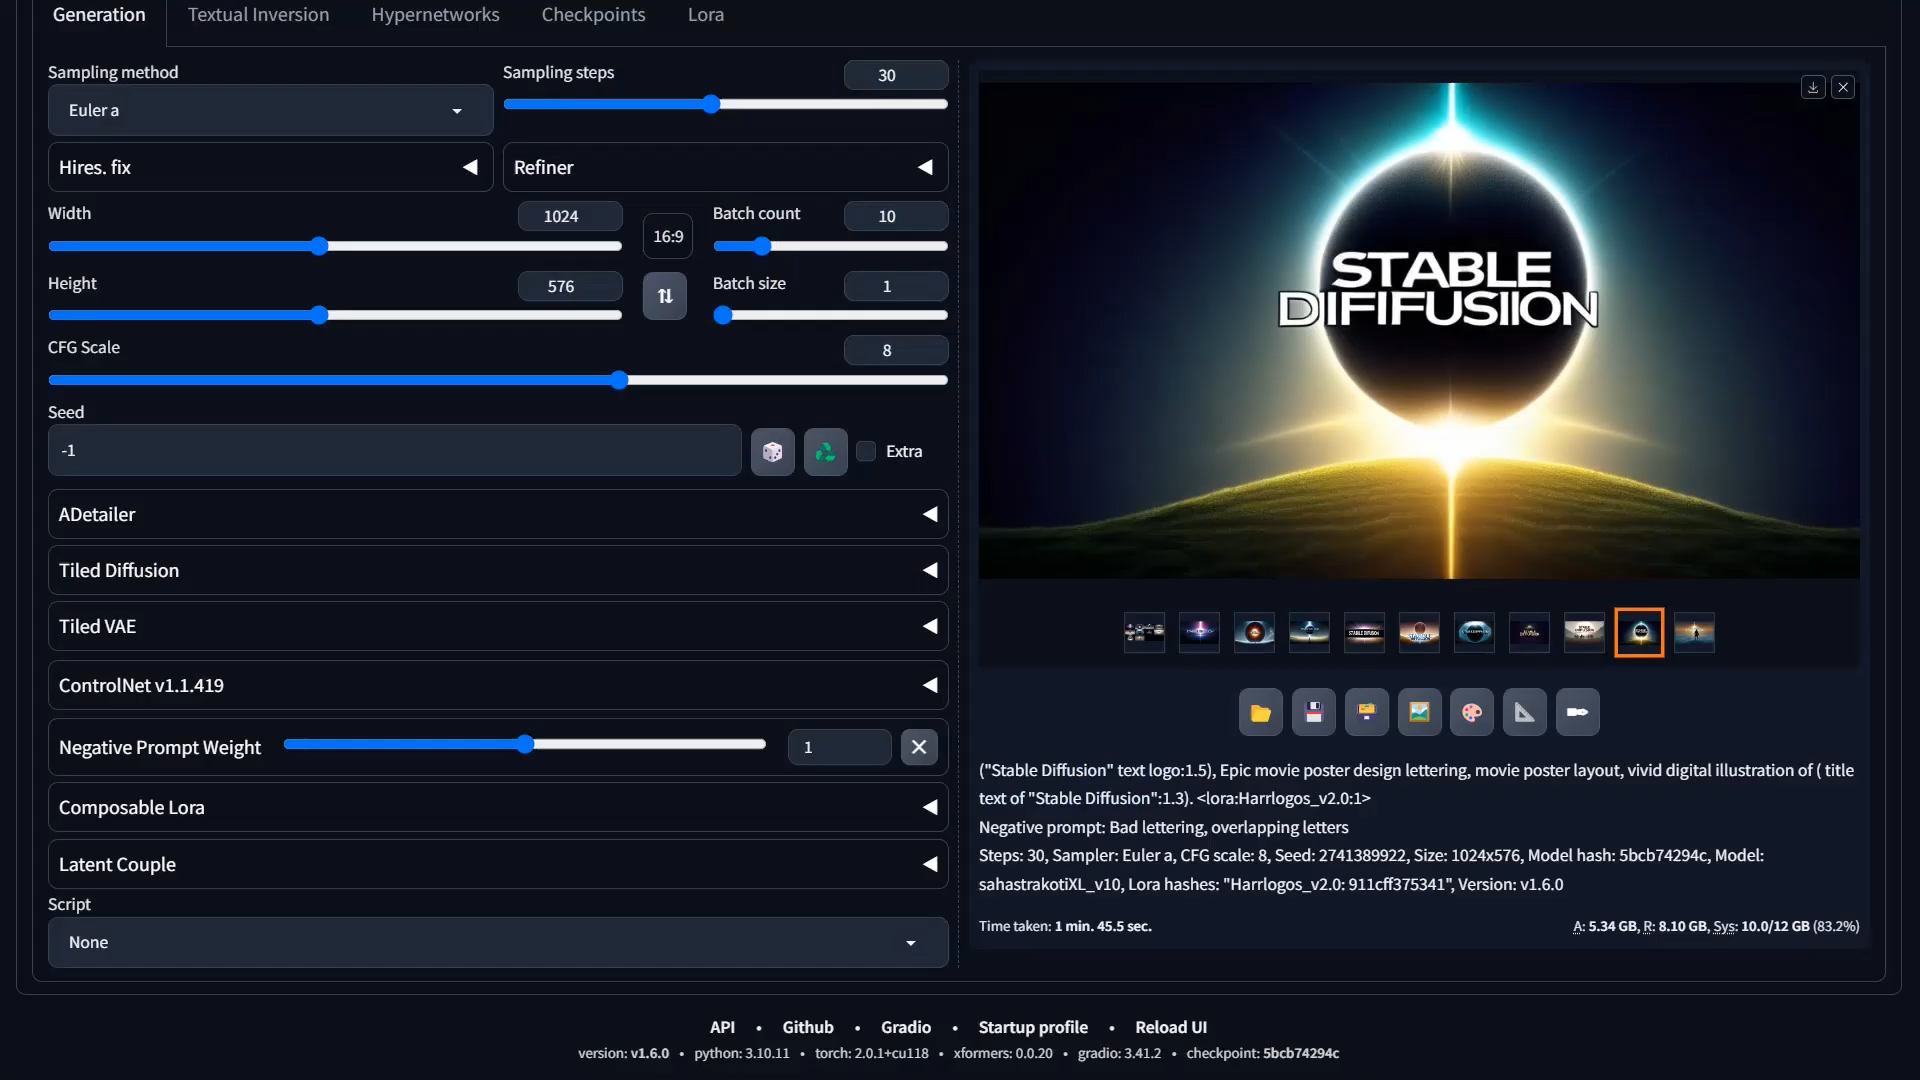 Generation
Textual Inversion
Hypernetworks
Checkpoints
Lora
Sampling method
Euler a
Sampling steps
30
Hires. fix
Refiner
Width
1024
16:9
Batch count
10
Height
576
Batch size
1
CFG Scale
8
Seed
-1
Extra
ADetailer
Tiled Diffusion
Tiled VAE
ControlNet v1.1.419
Negative Prompt Weight
1
Composable Lora
Latent Couple
Script
None
STABLE
DIFIFUSIION
("Stable Diffusion" text logo:1.5), Epic movie poster design lettering, movie poster layout, vivid digital illustration of ( title
text of "Stable Diffusion":1.3). <lora:Harrlogos_v2.0:1>
Negative prompt: Bad lettering, overlapping letters
Steps: 30, Sampler: Euler a, CFG scale: 8, Seed: 2741389922, Size: 1024x576, Model hash: 5bcb74294c, Model:
sahastrakotiXL_v10, Lora hashes: "Harrlogos_v2.0: 911cff375341", Version: v1.6.0
Time taken: 1 min. 45.5 sec.
A: 5.34 GB, R: 8.10 GB, Sys: 10.0/12 GB (83.2%)
API • Github • Gradio • Startup profile • Reload UI
version: v1.6.0 • python: 3.10.11 • torch: 2.0.1+cu118 • xformers: 0.0.20 • gradio: 3.41.2 • checkpoint: 5bcb74294c